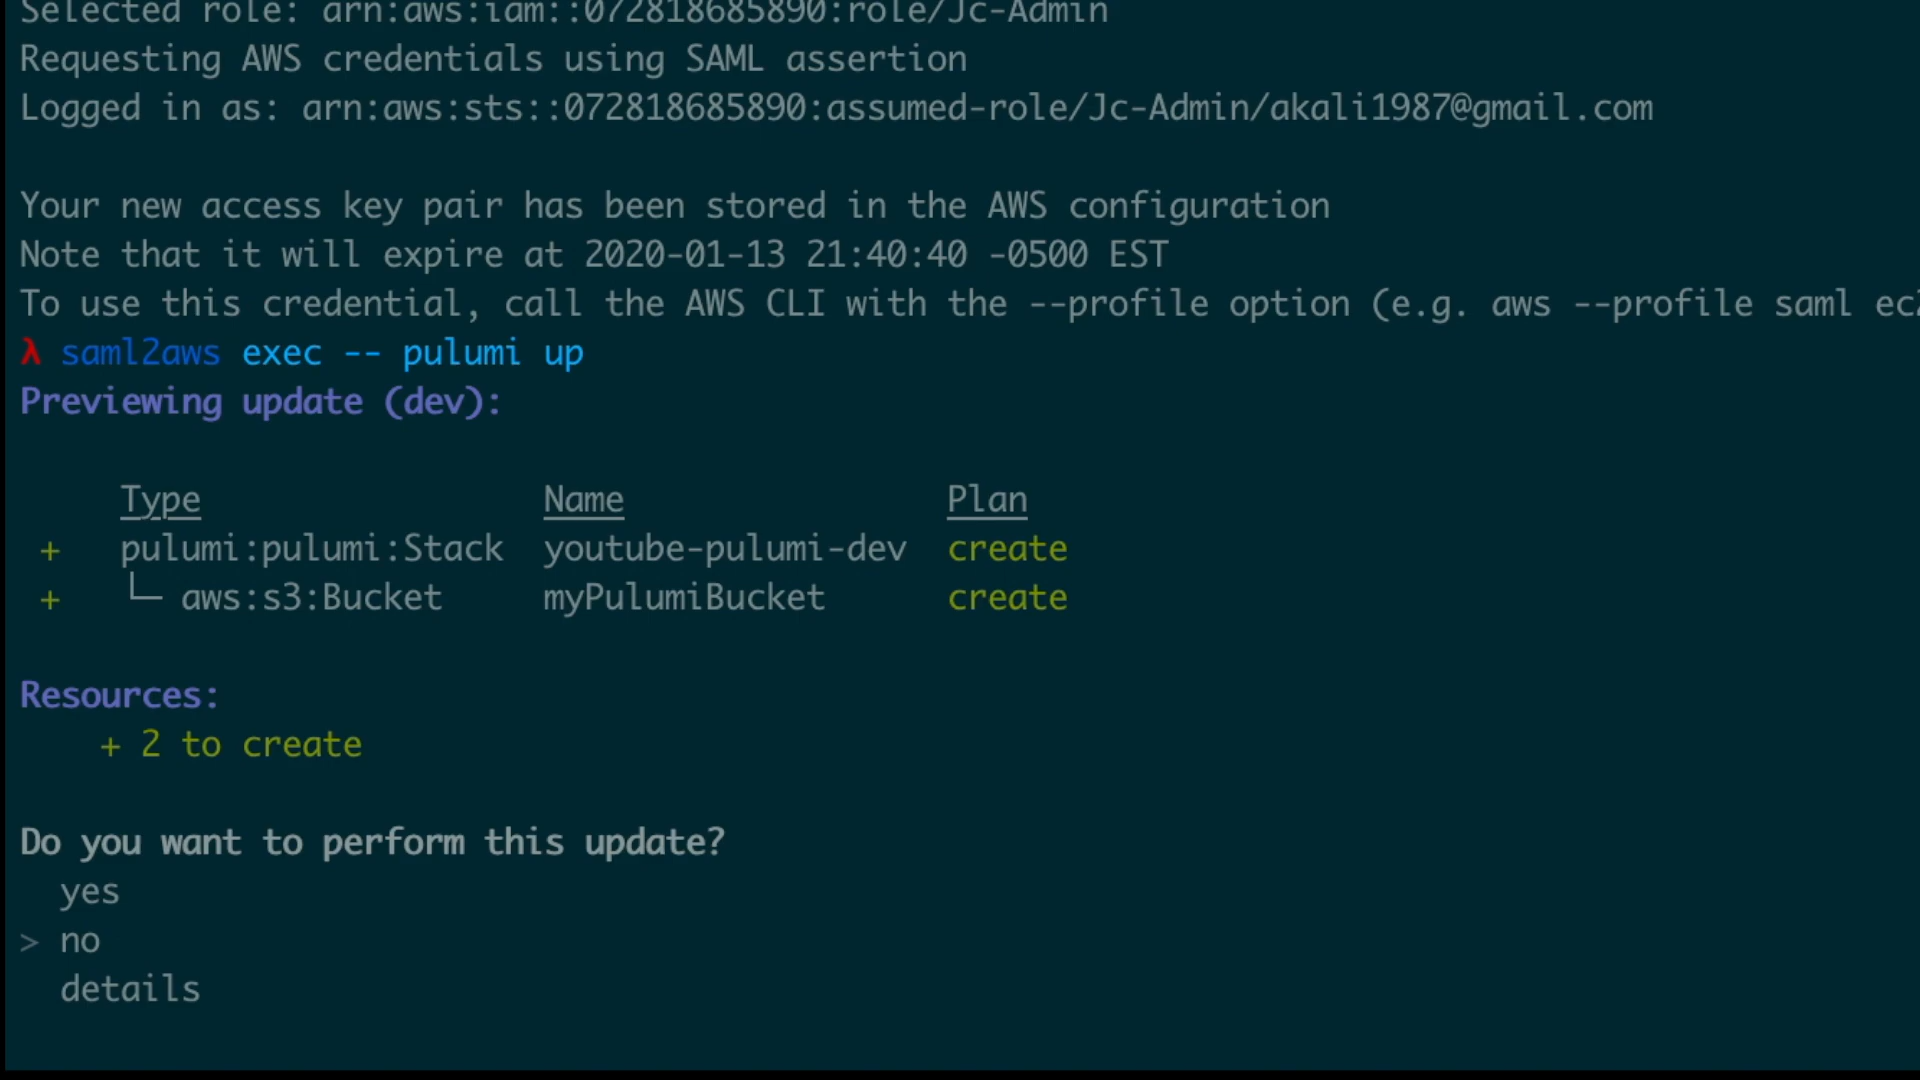 Selected role: arn:aws:iam::072818685890:role/Jc-Admin
Requesting AWS credentials using SAML assertion
Logged in as: arn:aws:sts::072818685890:assumed-role/Jc-Admin/akali1987@gmail.com
Your new access key pair has been stored in the AWS configuration
Note that it will expire at 2020-01-13 21:40:40 -0500 EST
To use this credential, call the AWS CLI with the --profile option (e.g. aws --profile saml ec2
λ saml2aws exec -- pulumi up
Previewing update (dev):
Type Name Plan
+ pulumi:pulumi:Stack youtube-pulumi-dev create
+ └─ aws:s3:Bucket myPulumiBucket create
Resources:
+ 2 to create
Do you want to perform this update?
yes
> no
details